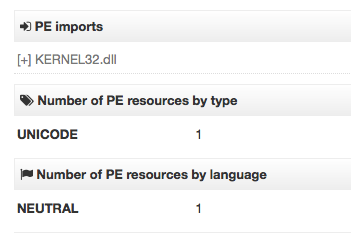 PE imports
[+] KERNEL32.dll
Number of PE resources by type
UNICODE 1
Number of PE resources by language
NEUTRAL 1